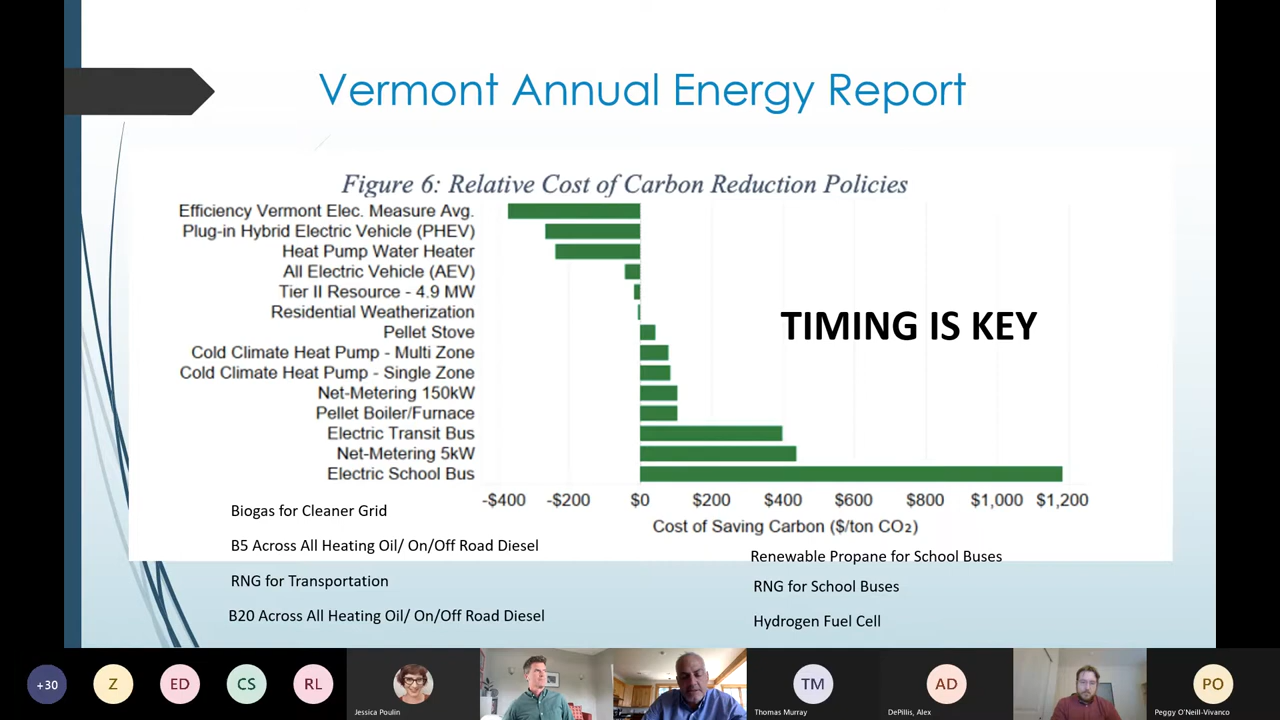 Vermont Annual Energy Report
Figure 6: Relative Cost of Carbon Reduction Policies
Efficiency Vermont Elec. Measure Avg.
Plug-in Hybrid Electric Vehicle (PHEV)
Heat Pump Water Heater
All Electric Vehicle (AEV)
Tier II Resource - 4.9 MW
Residential Weatherization
Pellet Stove
Cold Climate Heat Pump - Multi Zone
Cold Climate Heat Pump - Single Zone
Net-Metering 150kW
Pellet Boiler/Furnace
Electric Transit Bus
Net-Metering 5kW
Electric School Bus
TIMING IS KEY
-$400 -$200 $0 $200 $400 $600 $800 $1,000 $1,200
Cost of Saving Carbon ($/ton CO₂)
Biogas for Cleaner Grid
B5 Across All Heating Oil/ On/Off Road Diesel
RNG for Transportation
B20 Across All Heating Oil/ On/Off Road Diesel
Renewable Propane for School Buses
RNG for School Buses
Hydrogen Fuel Cell
+30 Z ED CS RL TM AD PO
Jessica Poulin Thomas Murray DePillis, Alex Peggy O'Neill-Vivanco